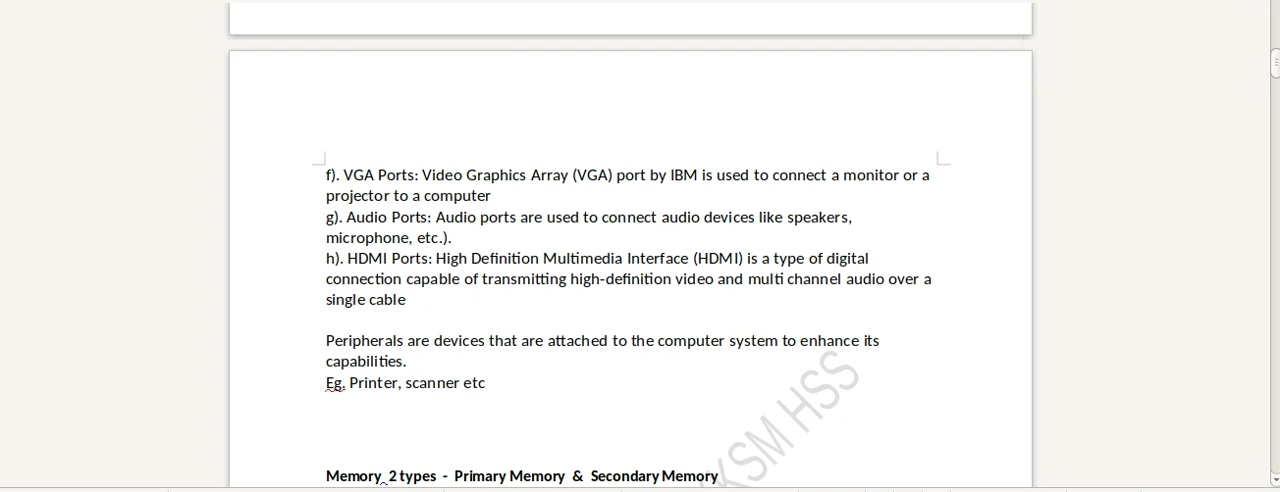 f). VGA Ports: Video Graphics Array (VGA) port by IBM is used to connect a monitor or a
projector to a computer
g). Audio Ports: Audio ports are used to connect audio devices like speakers,
microphone, etc.).
h). HDMI Ports: High Definition Multimedia Interface (HDMI) is a type of digital
connection capable of transmitting high-definition video and multi channel audio over a
single cable
Peripherals are devices that are attached to the computer system to enhance its
capabilities.
Eg. Printer, scanner etc
KSM HSS
Memory  2 types  -  Primary Memory  &  Secondary Memory